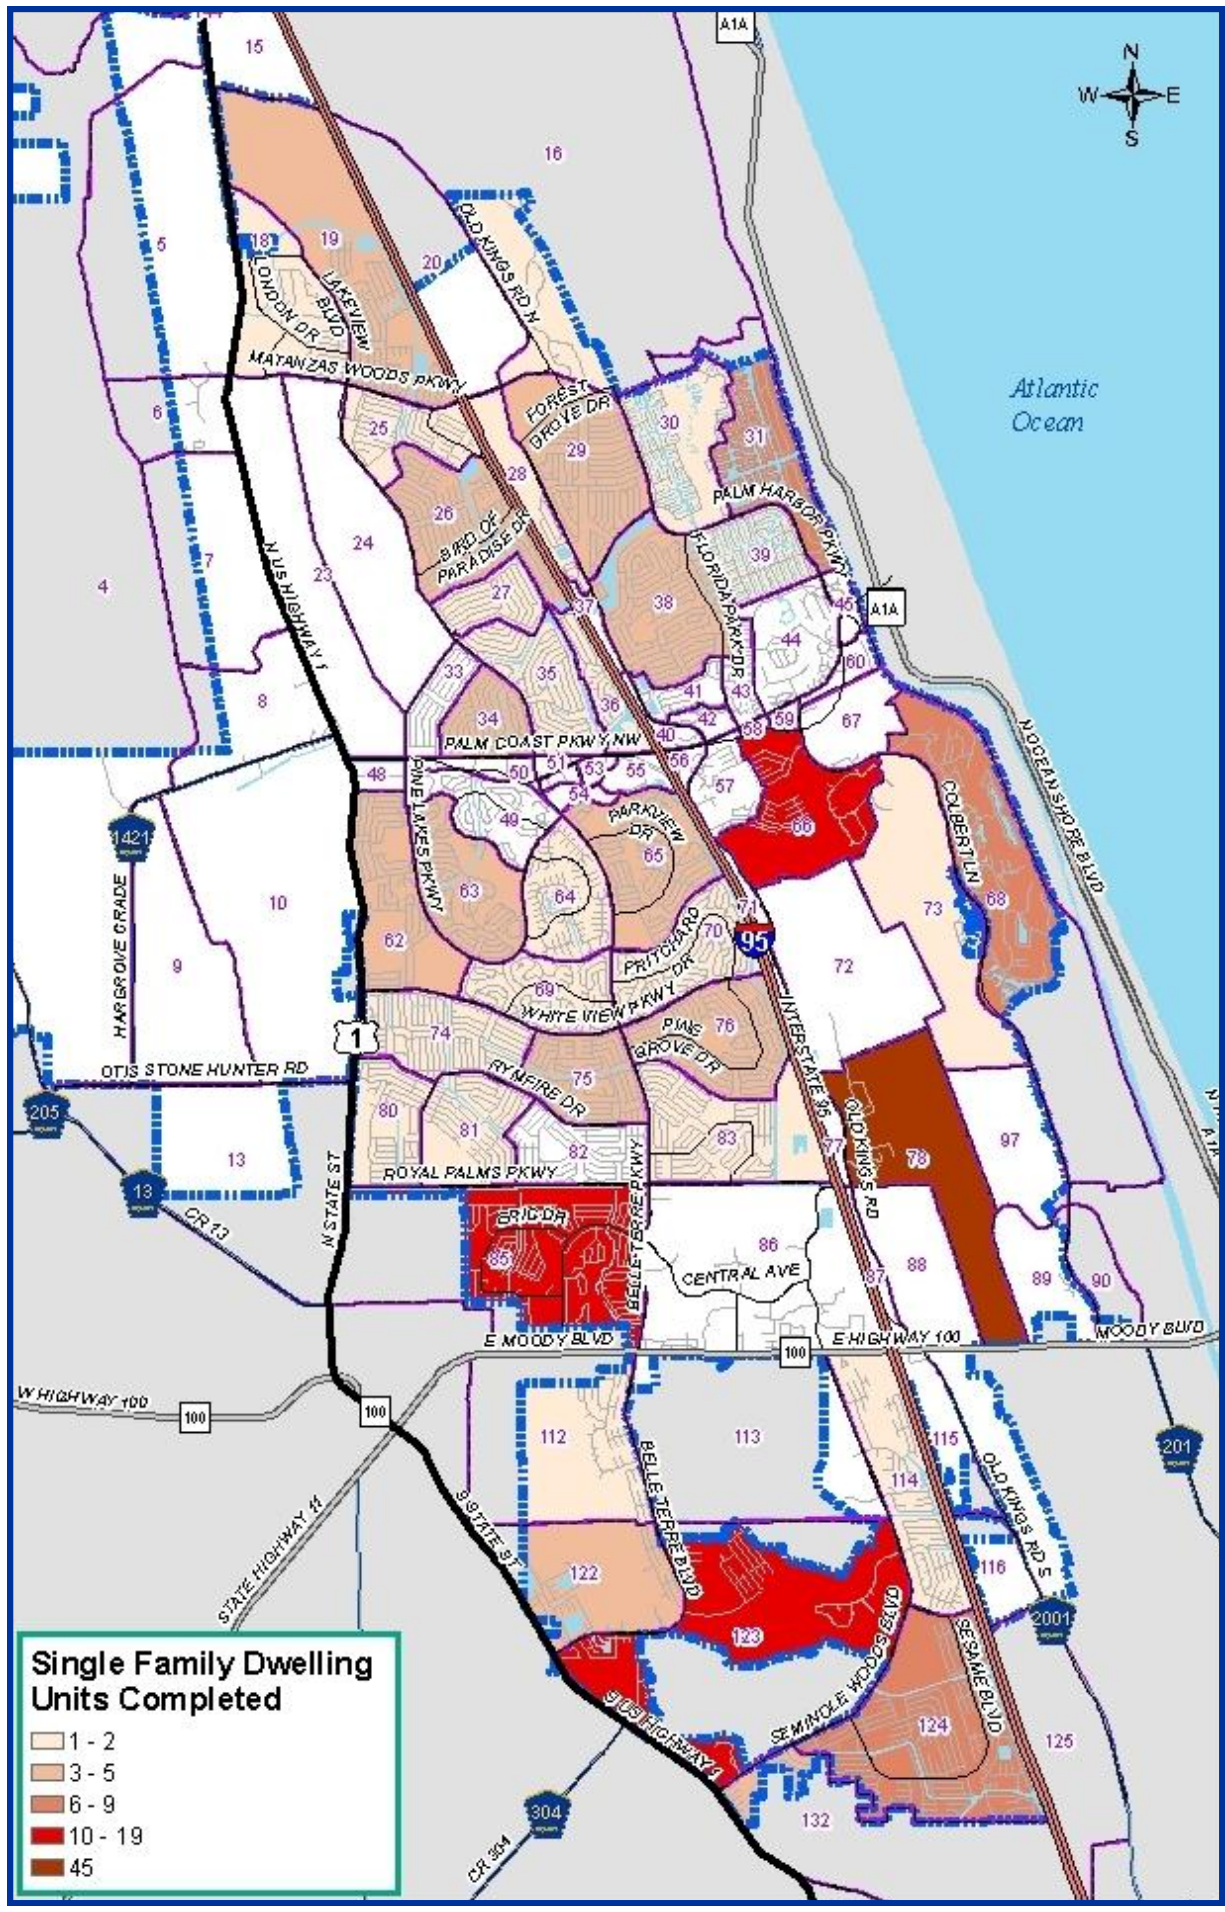 A1A
15
N
W E
S
16
5
OLD KINGS RD N
18
19
20
LAKEVIEW
BLVD
LONDON DR
MATANZAS WOODS PKWY
Atlantic
Ocean
6
25
FOREST
GROVE DR
30
31
29
28
26
PALM HARBOR PKWY
BIRD OF
PARADISE DR
24
N US HIGHWAY 1
23
7
4
FLORIDA PARK DR
39
27
37
38
45
A1A
44
33
35
60
8
36
41
43
34
42
59
67
58
40
PALM COAST PKWY NW
N OCEAN SHORE BLVD
48
50
51
53
55
56
57
54
PINE LAKES PKWY
49
PARKVIEW
DR
COLBERT LN
1421
66
65
HARGROVE GRADE
10
63
64
73
68
71
70
95
62
PRITCHARD
DR
72
9
69
WHITE VIEW PKWY
INTERSTATE 95
1
74
PINE
GROVE DR
76
OTIS STONE HUNTER RD
RYMFIRE DR
75
205
80
OLD KINGS RD
81
82
83
77
78
97
13
13
ROYAL PALMS PKWY
BELLE TERRE PKWY
CR 13
N STATE ST
ERIC DR
85
86
CENTRAL AVE
87
88
89
90
E MOODY BLVD
E HIGHWAY 100
MOODY BLVD
100
W HIGHWAY 100
100
100
112
113
115
201
BELLE TERRE BLVD
114
OLD KINGS RD S
STATE HIGHWAY 11
S STATE ST
122
116
123
2001
SEMINOLE WOODS BLVD
SESAME BLVD
S US HIGHWAY 1
124
125
304
132
CR 304
Single Family Dwelling
Units Completed
1 - 2
3 - 5
6 - 9
10 - 19
45